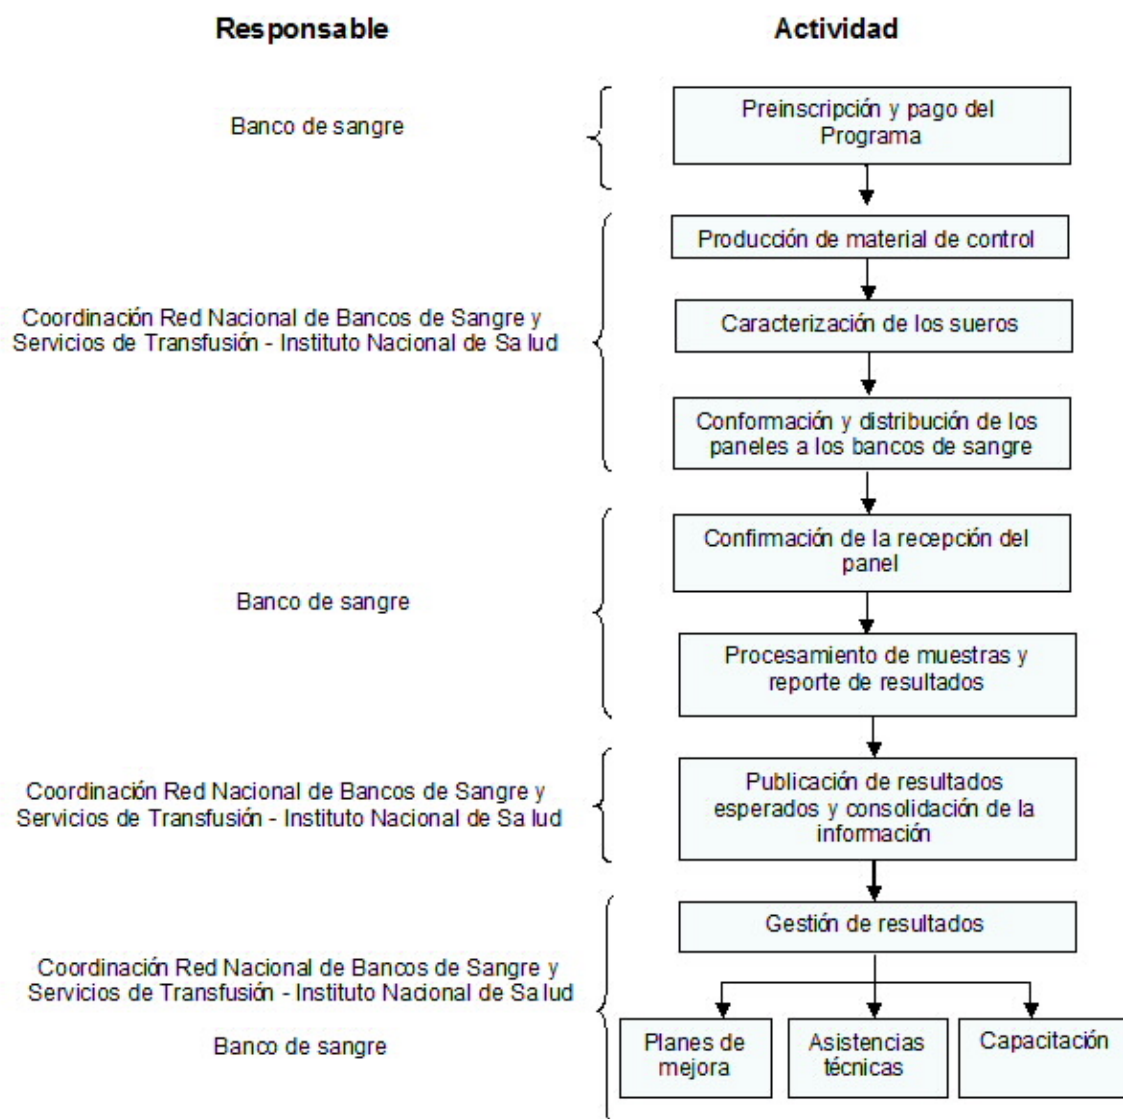 Responsable
Actividad
Banco de sangre
Preinscripción y pago del
Programa
Producción de material de control
Coordinación Red Nacional de Bancos de Sangre y
Servicios de Transfusión - Instituto Nacional de Sa lud
Caracterización de los sueros
Conformación y distribución de los
paneles a los bancos de sangre
Banco de sangre
Confirmación de la recepción del
panel
Procesamiento de muestras y
reporte de resultados
Coordinación Red Nacional de Bancos de Sangre y
Servicios de Transfusión - Instituto Nacional de Sa lud
Publicación de resultados
esperados y consolidación de la
información
Gestión de resultados
Coordinación Red Nacional de Bancos de Sangre y
Servicios de Transfusión - Instituto Nacional de Sa lud
Banco de sangre
Planes de
mejora
Asistencias
técnicas
Capacitación